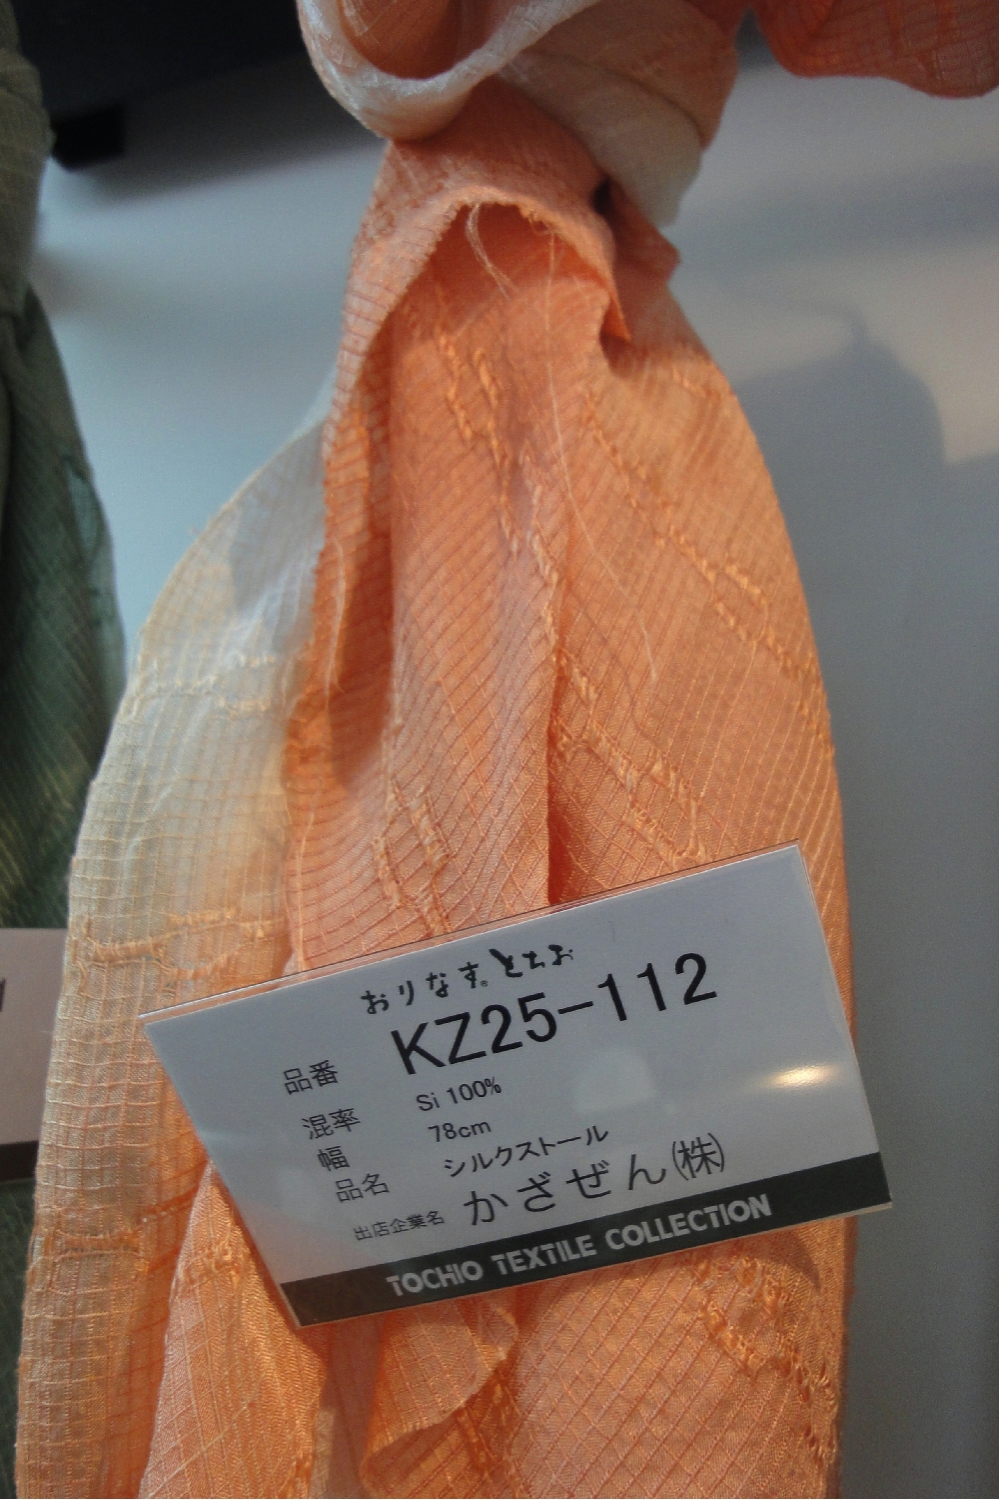 おりなす とちお
品番 KZ25-112
混率 Si 100%
幅 78cm
品名 シルクストール
出店企業名 かざぜん(株)
TOCHIO TEXTILE COLLECTION